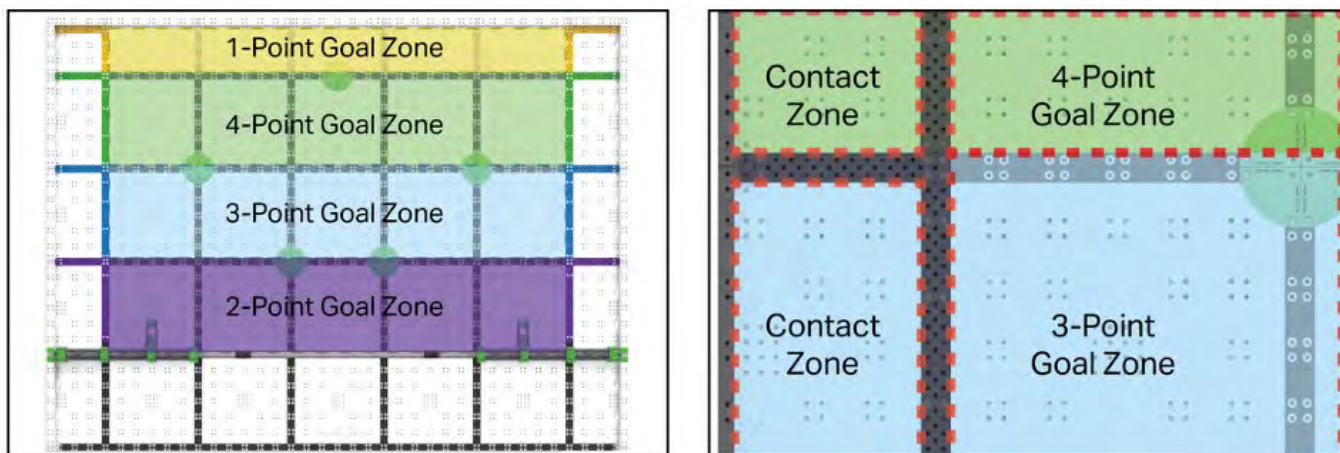 1-Point Goal Zone
4-Point Goal Zone
3-Point Goal Zone
2-Point Goal Zone
Contact
Zone
4-Point
Goal Zone
Contact
Zone
3-Point
Goal Zone